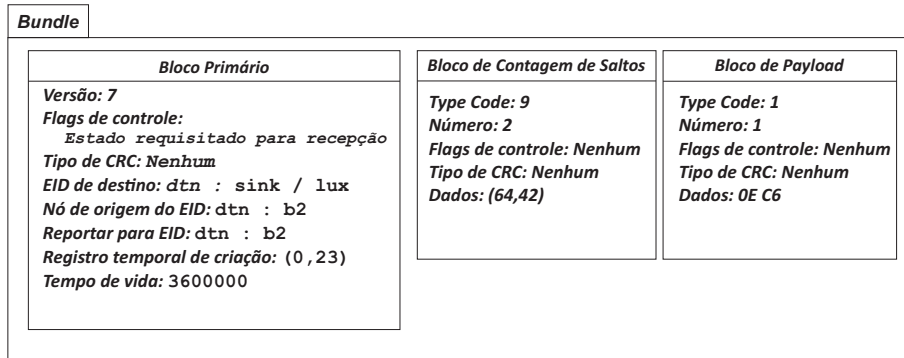 Bundle
Bloco Primário
Versão: 7
Flags de controle:
Estado requisitado para recepção
Tipo de CRC: Nenhum
EID de destino: dtn : sink / lux
Nó de origem do EID: dtn : b2
Reportar para EID: dtn : b2
Registro temporal de criação: (0,23)
Tempo de vida: 3600000
Bloco de Contagem de Saltos
Type Code: 9
Número: 2
Flags de controle: Nenhum
Tipo de CRC: Nenhum
Dados: (64,42)
Bloco de Payload
Type Code: 1
Número: 1
Flags de controle: Nenhum
Tipo de CRC: Nenhum
Dados: 0E C6